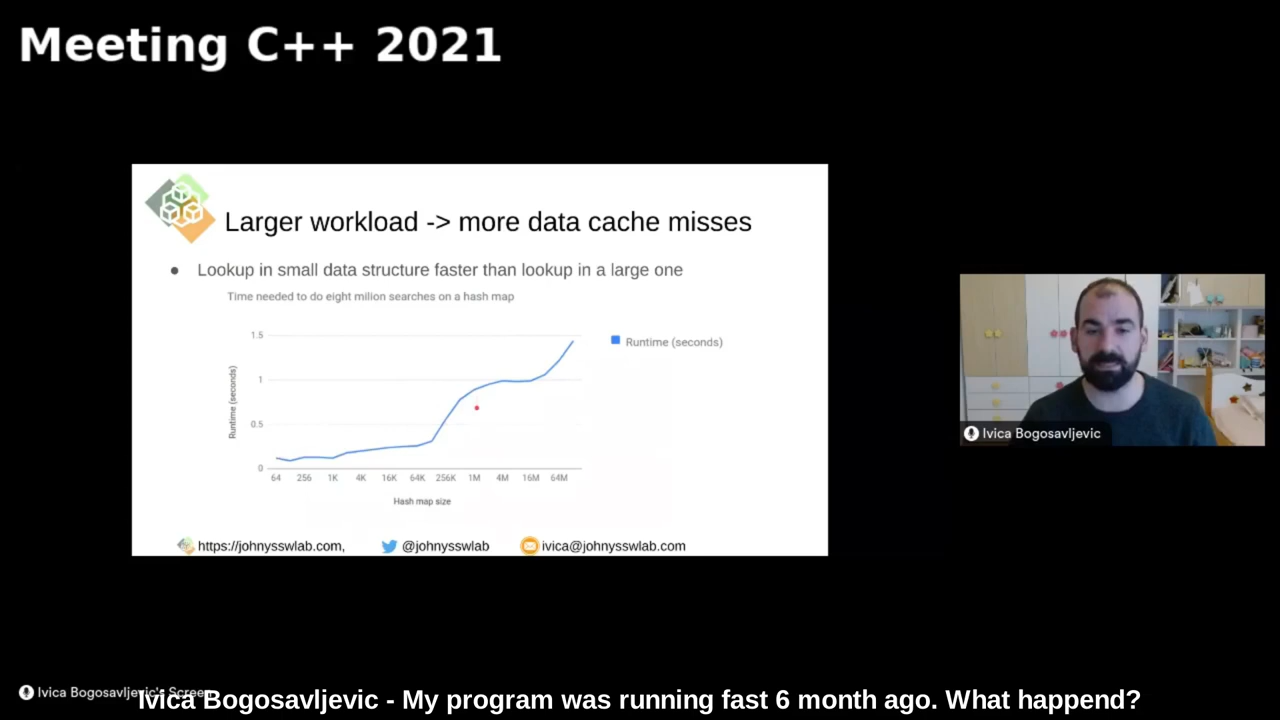 Meeting C++ 2021
Larger workload -> more data cache misses
● Lookup in small data structure faster than lookup in a large one
Time needed to do eight milion searches on a hash map
1.5
1
0.5
0
Runtime (seconds)
Runtime (seconds)
64 256 1K 4K 16K 64K 256K 1M 4M 16M 64M
Hash map size
https://johnysswlab.com, @johnysswlab ivica@johnysswlab.com
Ivica Bogosavljevic
Ivica Bogosavljevic's Screen
Ivica Bogosavljevic - My program was running fast 6 month ago. What happend?